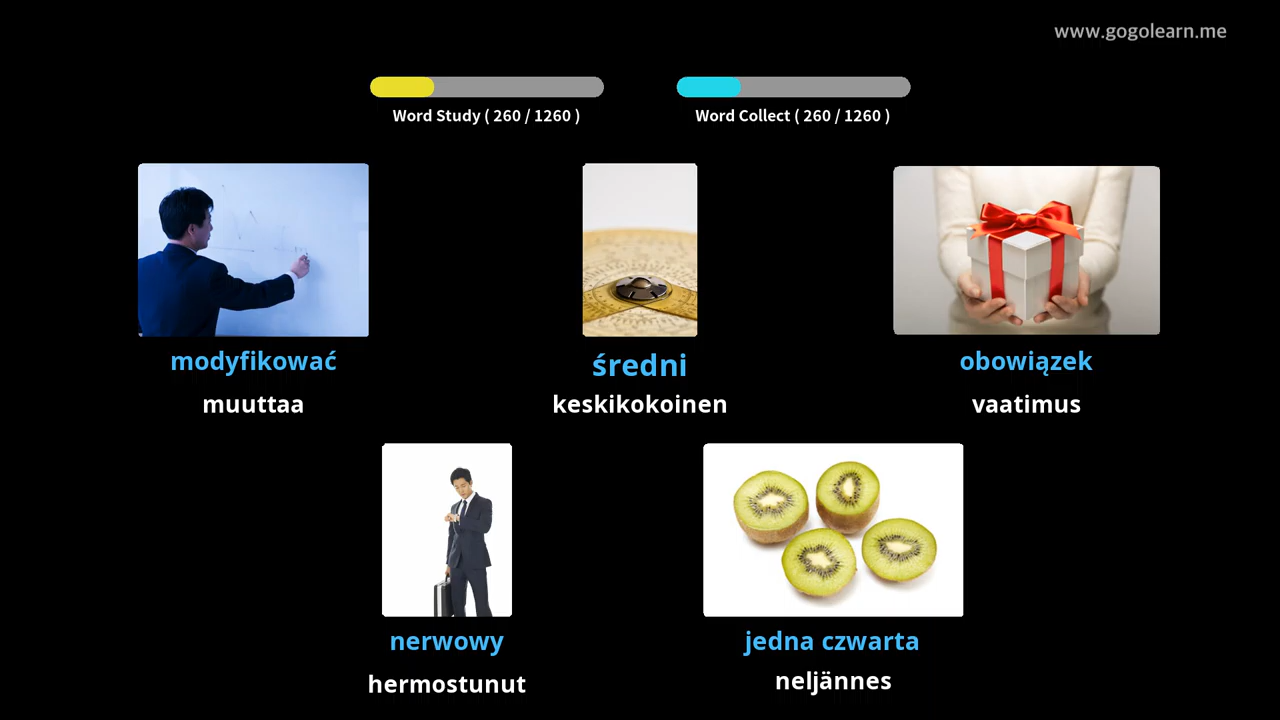 www.gogolearn.me
Word Study ( 260 / 1260 )
Word Collect ( 260 / 1260 )
modyfikować
muuttaa
średni
keskikokoinen
obowiązek
vaatimus
nerwowy
hermostunut
jedna czwarta
neljännes